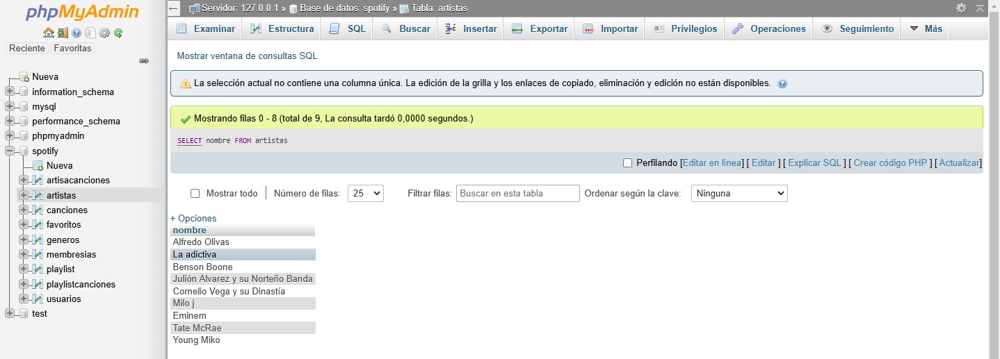 phpMyAdmin
Reciente Favoritas
Nueva
information_schema
mysql
performance_schema
phpmyadmin
spotify
Nueva
artisacanciones
artistas
canciones
favoritos
generos
membresias
playlist
playlistcanciones
usuarios
test
Servidor: 127.0.0.1 » Base de datos: spotify » Tabla: artistas
Examinar Estructura SQL Buscar Insertar Exportar Importar Privilegios Operaciones Seguimiento Más
Mostrar ventana de consultas SQL
La selección actual no contiene una columna única. La edición de la grilla y los enlaces de copiado, eliminación y edición no están disponibles.
Mostrando filas 0 - 8 (total de 9, La consulta tardó 0,0000 segundos.)
SELECT nombre FROM artistas
Perfilando [Editar en línea] [ Editar ] [ Explicar SQL ] [ Crear código PHP ] [ Actualizar]
Mostrar todo | Número de filas: 25 Filtrar filas: Buscar en esta tabla Ordenar según la clave: Ninguna
+ Opciones
nombre
Alfredo Olivas
La adictiva
Benson Boone
Julión Álvarez y su Norteño Banda
Cornelio Vega y su Dinastía
Milo j
Eminem
Tate McRae
Young Miko